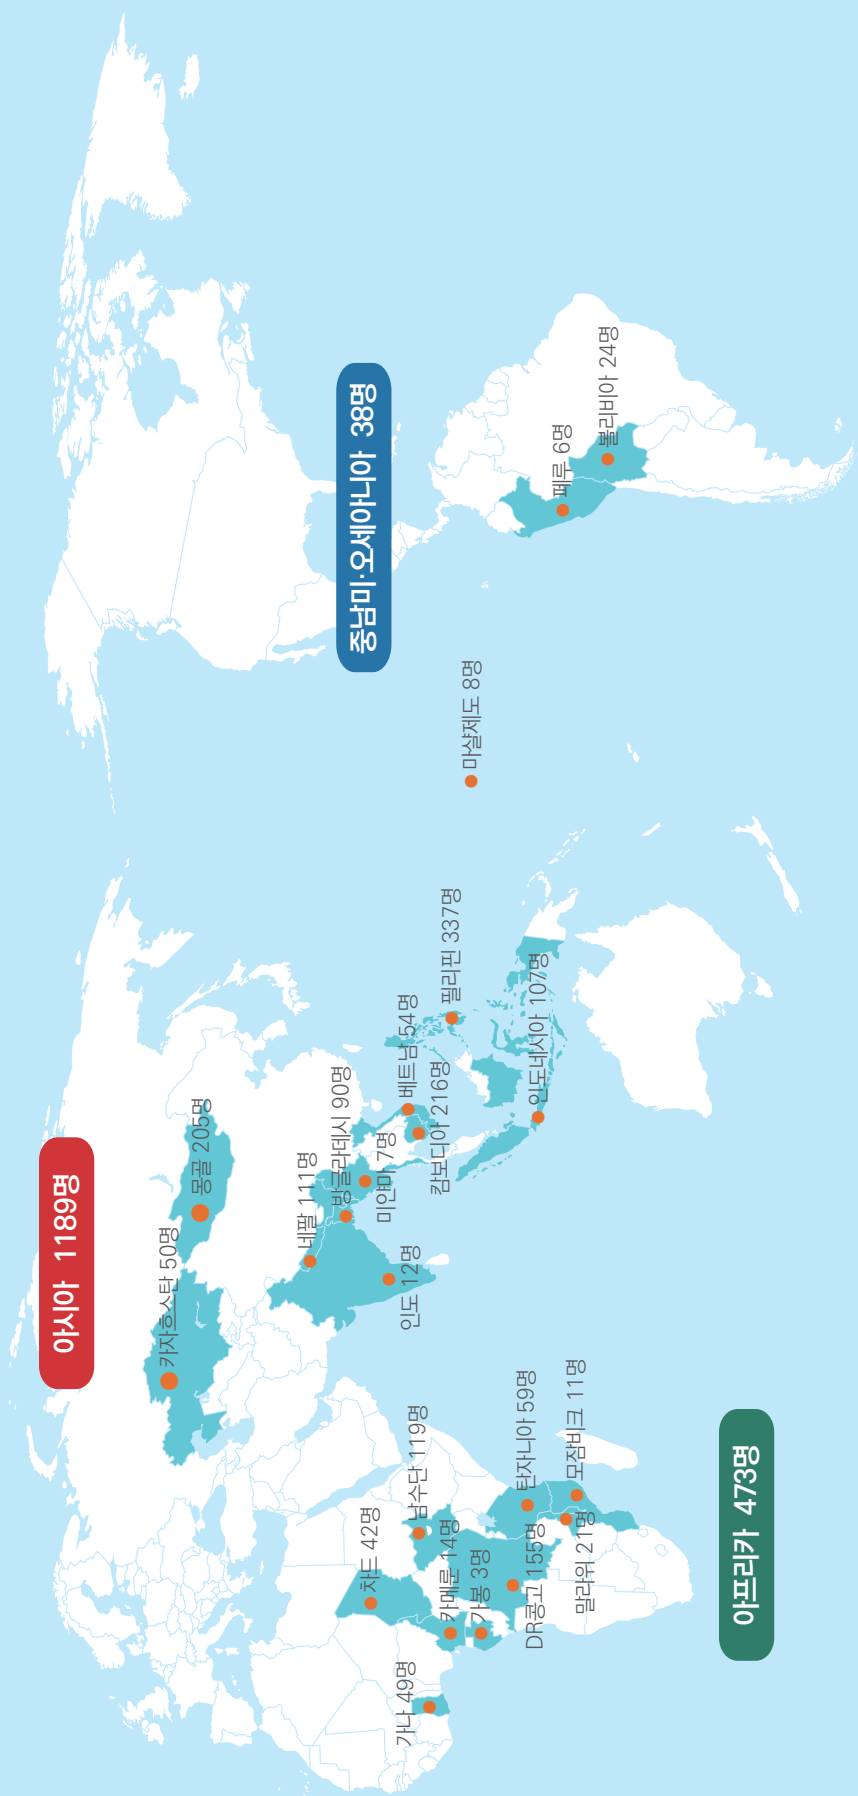 아시아 1189명
카자흐스탄 50명
몽골 205명
네팔 111명
방글라데시 90명
미얀마 7명
인도 12명
베트남 54명
캄보디아 216명
필리핀 337명
인도네시아 107명
아프리카 473명
가나 49명
차드 42명
남수단 119명
카메룬 14명
가봉 3명
DR콩고 155명
탄자니아 59명
말라위 21명
모잠비크 11명
중남미·오세아니아 38명
마샬제도 8명
페루 6명
볼리비아 24명